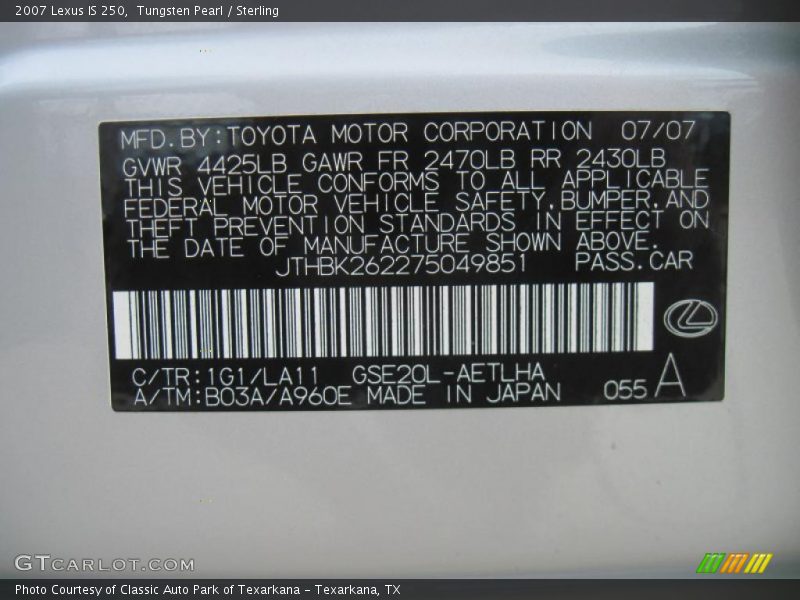 2007 Lexus IS 250,  Tungsten Pearl / Sterling
MFD.BY:TOYOTA MOTOR CORPORATION 07/07
GVWR 4425LB GAWR FR 2470LB RR 2430LB
THIS VEHICLE CONFORMS TO ALL APPLICABLE
FEDERAL MOTOR VEHICLE SAFETY,BUMPER,AND
THEFT PREVENTION STANDARDS IN EFFECT ON
THE DATE OF MANUFACTURE SHOWN ABOVE.
JTHBK262275049851 PASS.CAR
C/TR:1G1/LA11 GSE20L-AETLHA
A/TM:B03A/A960E MADE IN JAPAN 055 A
GTCARLOT.COM
Photo Courtesy of Classic Auto Park of Texarkana - Texarkana, TX